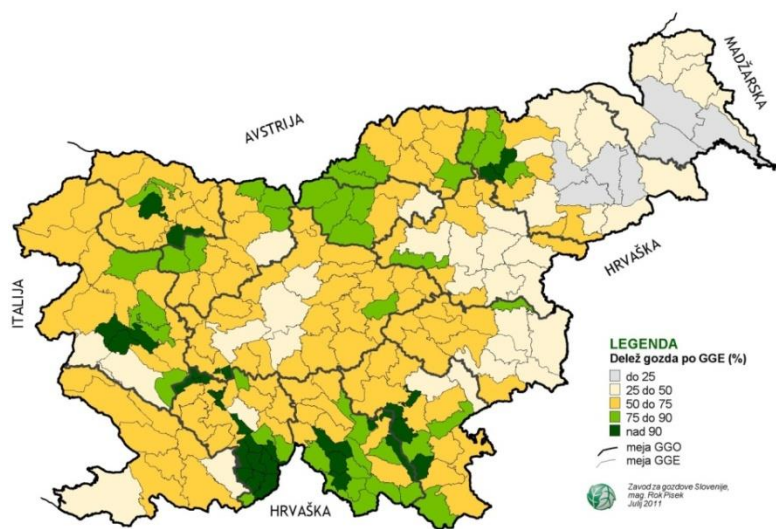 MADŽARSKA
AVSTRIJA
HRVAŠKA
ITALIJA
LEGENDA
Delež gozda po GGE (%)
do 25
25 do 50
50 do 75
75 do 90
nad 90
meja GGO
meja GGE
HRVAŠKA
Zavod za gozdove Slovenije,
mag. Rok Pisek
Julij 2011